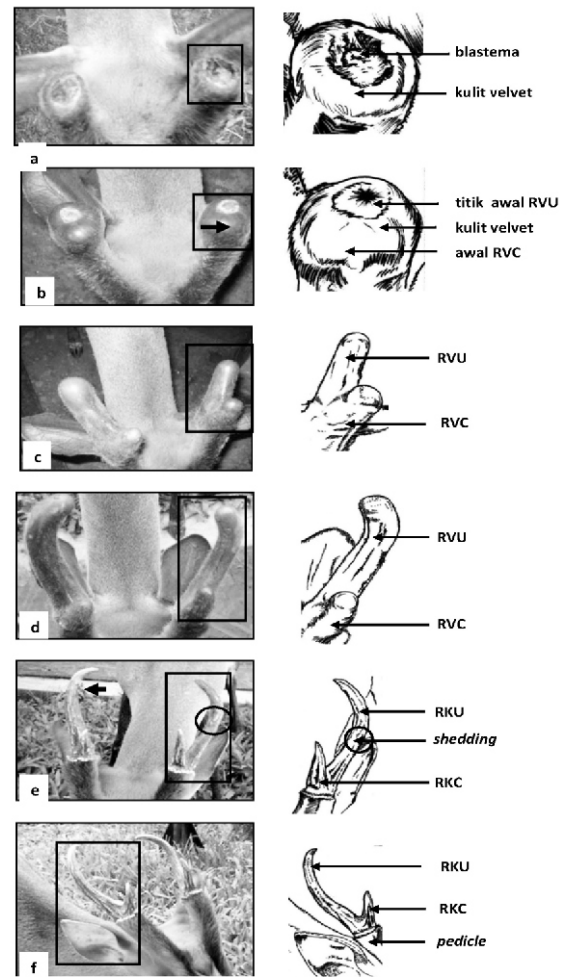 blastema
kulit velvet
a
titik awal RVU
kulit velvet
awal RVC
b
RVU
RVC
c
RVU
RVC
d
RKU
shedding
RKC
e
RKU
RKC
pedicle
f